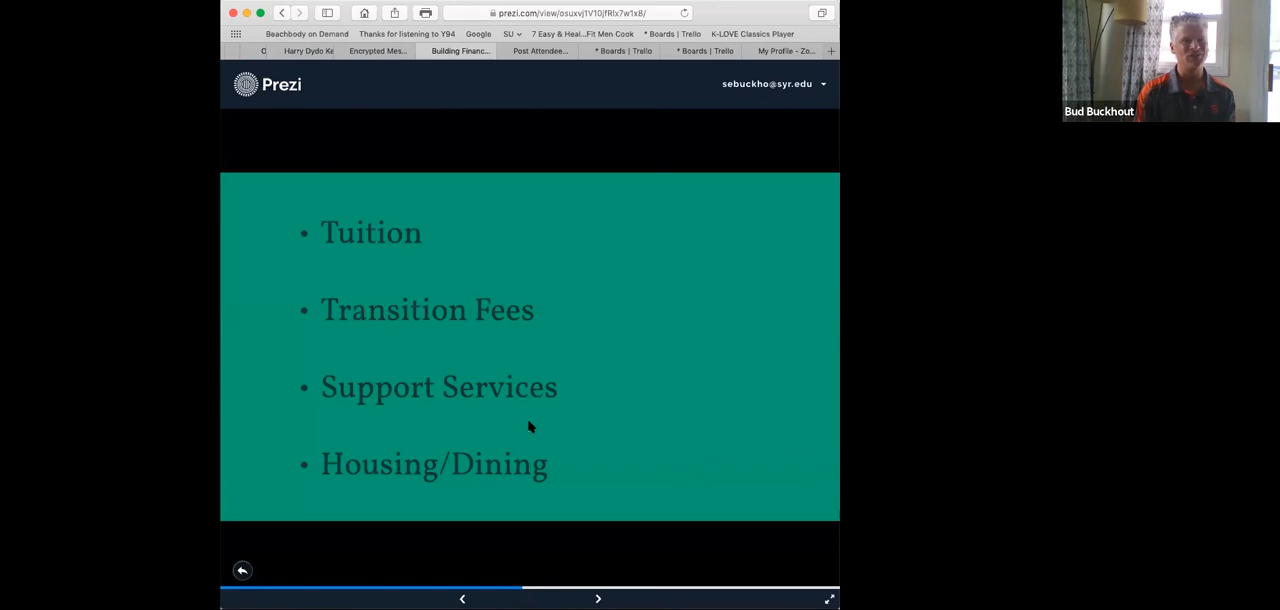 prezi.com/view/osuxvj1V10jfRlx7w1x8/
Beachbody on Demand Thanks for listening to Y94 Google SU 7 Easy & Heal...Fit Men Cook * Boards | Trello K-LOVE Classics Player
Harry Dydo Ke Encrypted Mes... Building Financ... Post Attendee... * Boards | Trello * Boards | Trello My Profile - Zo...
Prezi
sebuckho@syr.edu
Bud Buckhout
• Tuition
• Transition Fees
• Support Services
• Housing/Dining